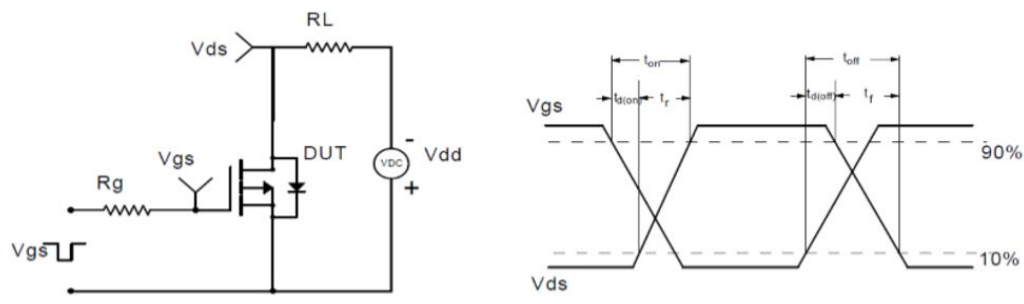 RL
Vds
Vgs
DUT
VDC
-
+
Vdd
Rg
Vgs
ton
toff
td(on)
tr
td(off)
tf
Vgs
90%
10%
Vds